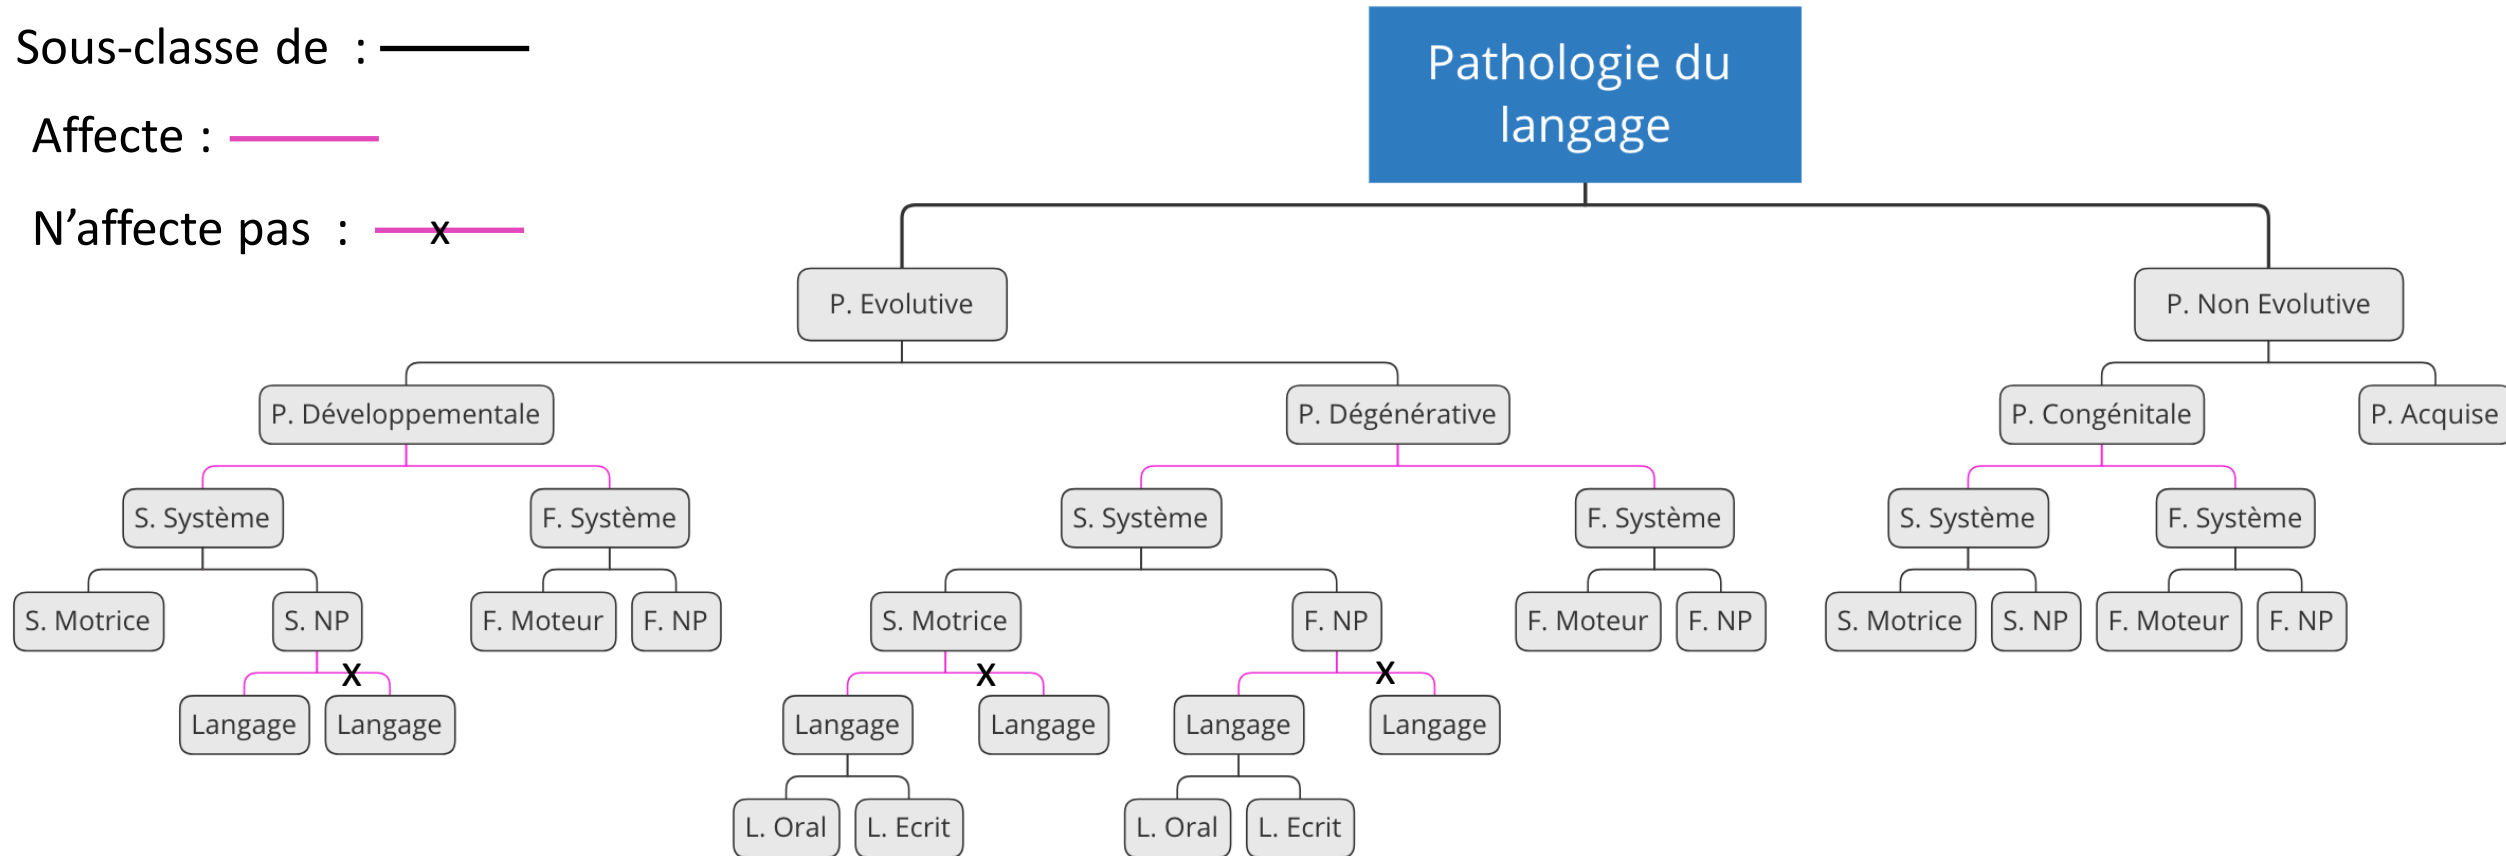 Sous-classe de :
Affecte :
N’affecte pas :
x
Pathologie du
langage
P. Evolutive
P. Non Evolutive
P. Développementale
P. Dégénérative
P. Congénitale
P. Acquise
S. Système
F. Système
S. Système
F. Système
S. Système
F. Système
S. Motrice
S. NP
F. Moteur
F. NP
S. Motrice
F. NP
F. Moteur
F. NP
S. Motrice
S. NP
F. Moteur
F. NP
x
x
x
Langage
Langage
Langage
Langage
Langage
Langage
L. Oral
L. Ecrit
L. Oral
L. Ecrit